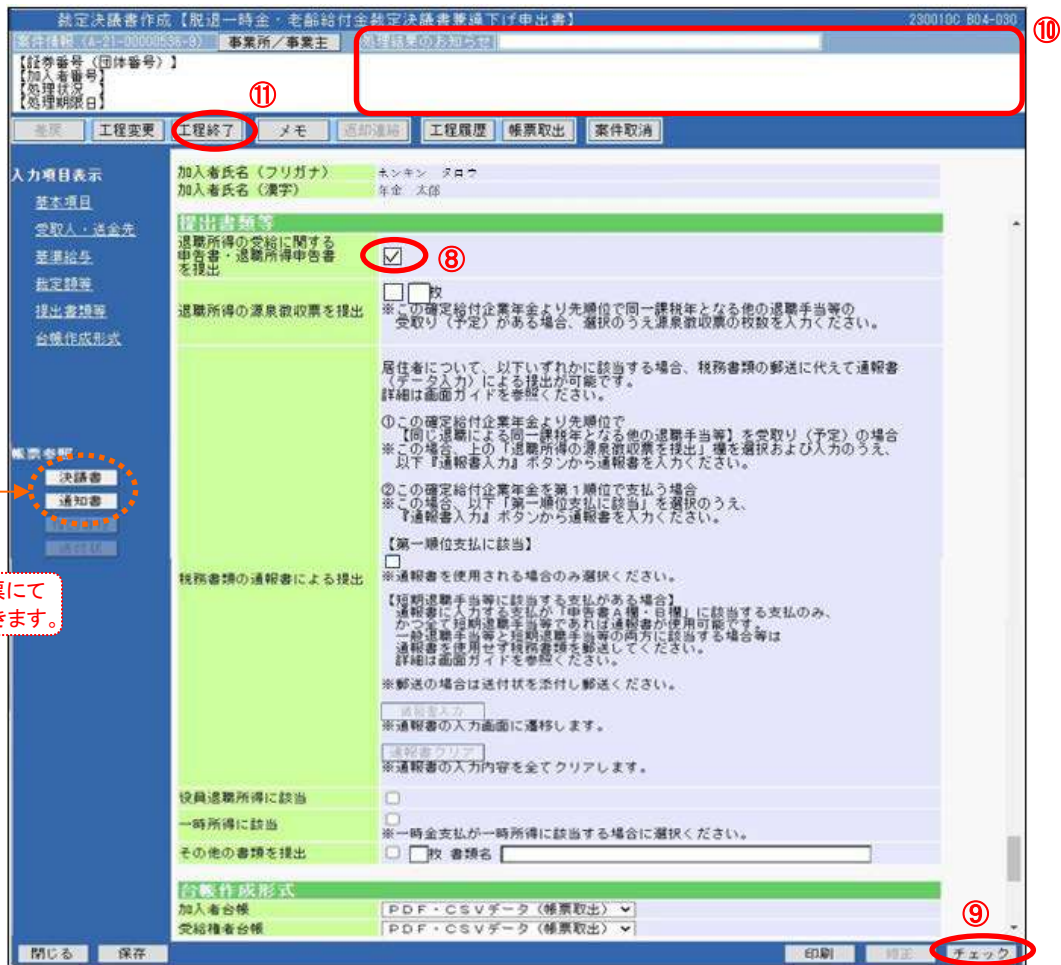 裁定決議書作成【脱退一時金・老齢給付金裁定決議書兼繰下げ申出書】 2300100 B04-030
案件情報（A-21-00000536-9） 事業所／事業主 処理結果のお知らせ
⑩
【証券番号（団体番号）】
【加入者番号】
【処理状況 】
【処理期限日】
⑪
差戻 工程変更 工程終了 メモ 返却連絡 工程履歴 帳票取出 案件取消
入力項目表示
基本項目
受取人・送金先
基準給与
裁定額等
提出書類等
台帳作成形式
帳票参照
決議書
通知書
票にて
きます。
加入者氏名（フリガナ） ネンキン タロウ
加入者氏名（漢字） 年金 太郎
提出書類等
退職所得の受給に関する
申告書・退職所得申告書
を提出
⑧
退職所得の源泉徴収票を提出
枚
※この確定給付企業年金より先順位で同一課税年となる他の退職手当等の
受取り（予定）がある場合、選択のうえ源泉徴収票の枚数を入力ください。
税務書類の通報書による提出
居住者について、以下いずれかに該当する場合、税務書類の郵送に代えて通報書
（データ入力）による提出が可能です。
詳細は画面ガイドを参照ください。
①この確定給付企業年金より先順位で
【同じ退職による同一課税年となる他の退職手当等】を受取り（予定）の場合
※この場合、上の「退職所得の源泉徴収票を提出」欄を選択および入力のうえ、
以下『通報書入力』ボタンから通報書を入力ください。
②この確定給付企業年金を第１順位で支払う場合
※この場合、以下「第一順位支払に該当」を選択のうえ、
『通報書入力』ボタンから通報書を入力ください。
【第一順位支払に該当】
※通報書を使用される場合のみ選択ください。
【短期退職手当等に該当する支払がある場合】
通報書に入力する支払が「申告書Ａ欄・Ｂ欄」に該当する支払のみ、
かつ全て短期退職手当等であれば通報書が使用可能です。
一般退職手当等と短期退職手当等の両方に該当する場合等は
通報書を使用せず税務書類を郵送してください。
詳細は画面ガイドを参照ください。
※郵送の場合は送付状を添付し郵送ください。
通報書入力
※通報書の入力画面に遷移します。
通報書クリア
※通報書の入力内容を全てクリアします。
役員退職所得に該当
一時所得に該当
※一時金支払が一時所得に該当する場合に選択ください。
その他の書類を提出 枚 書類名
台帳作成形式
加入者台帳 ＰＤＦ・ＣＳＶデータ（帳票取出）
受給権者台帳 ＰＤＦ・ＣＳＶデータ（帳票取出）
⑨
閉じる 保存 印刷 修正 チェック